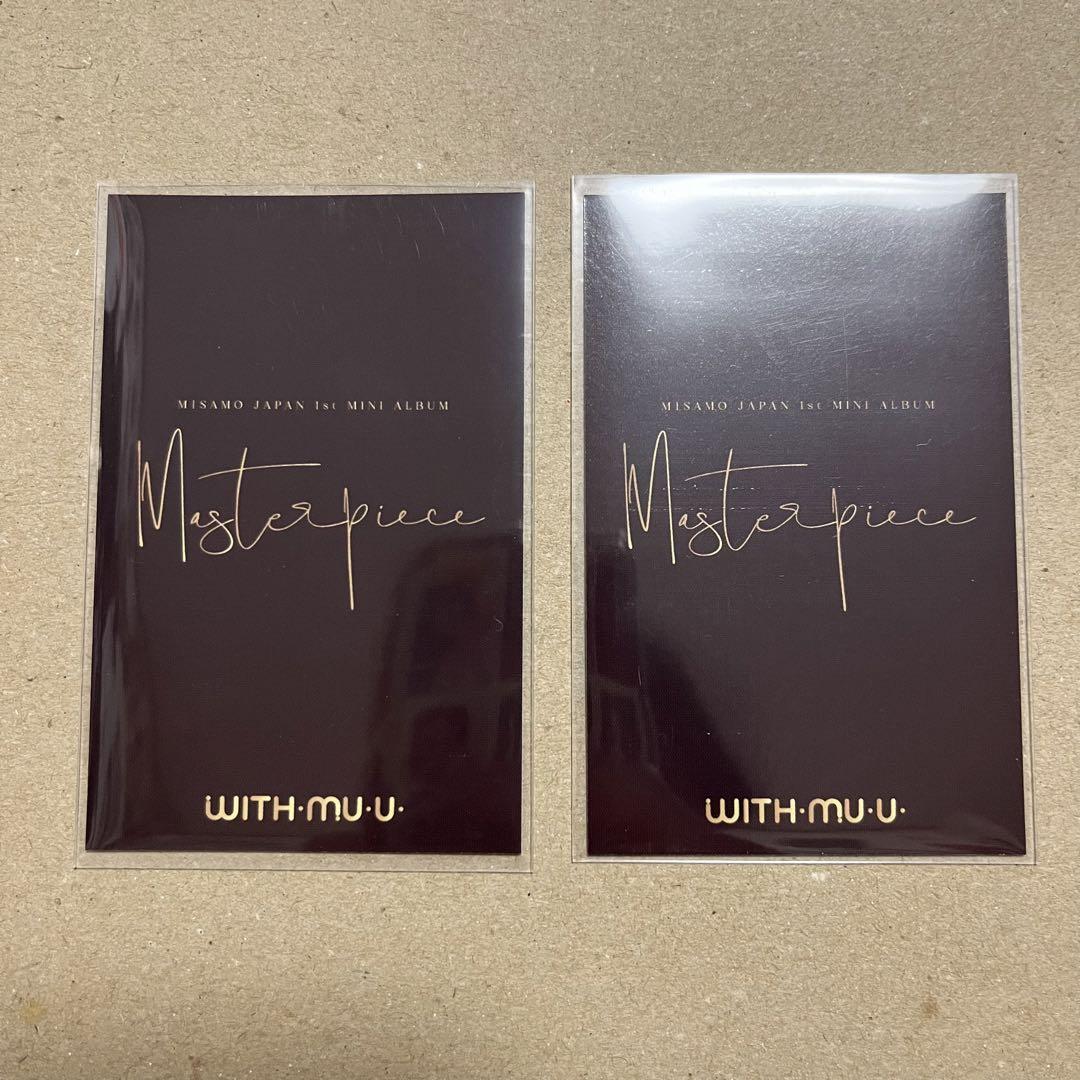 MISAMO JAPAN 1st MINI ALBUM
Masterpiece
WITH·MU·U·
MISAMO JAPAN 1st MINI ALBUM
Masterpiece
WITH·MU·U·